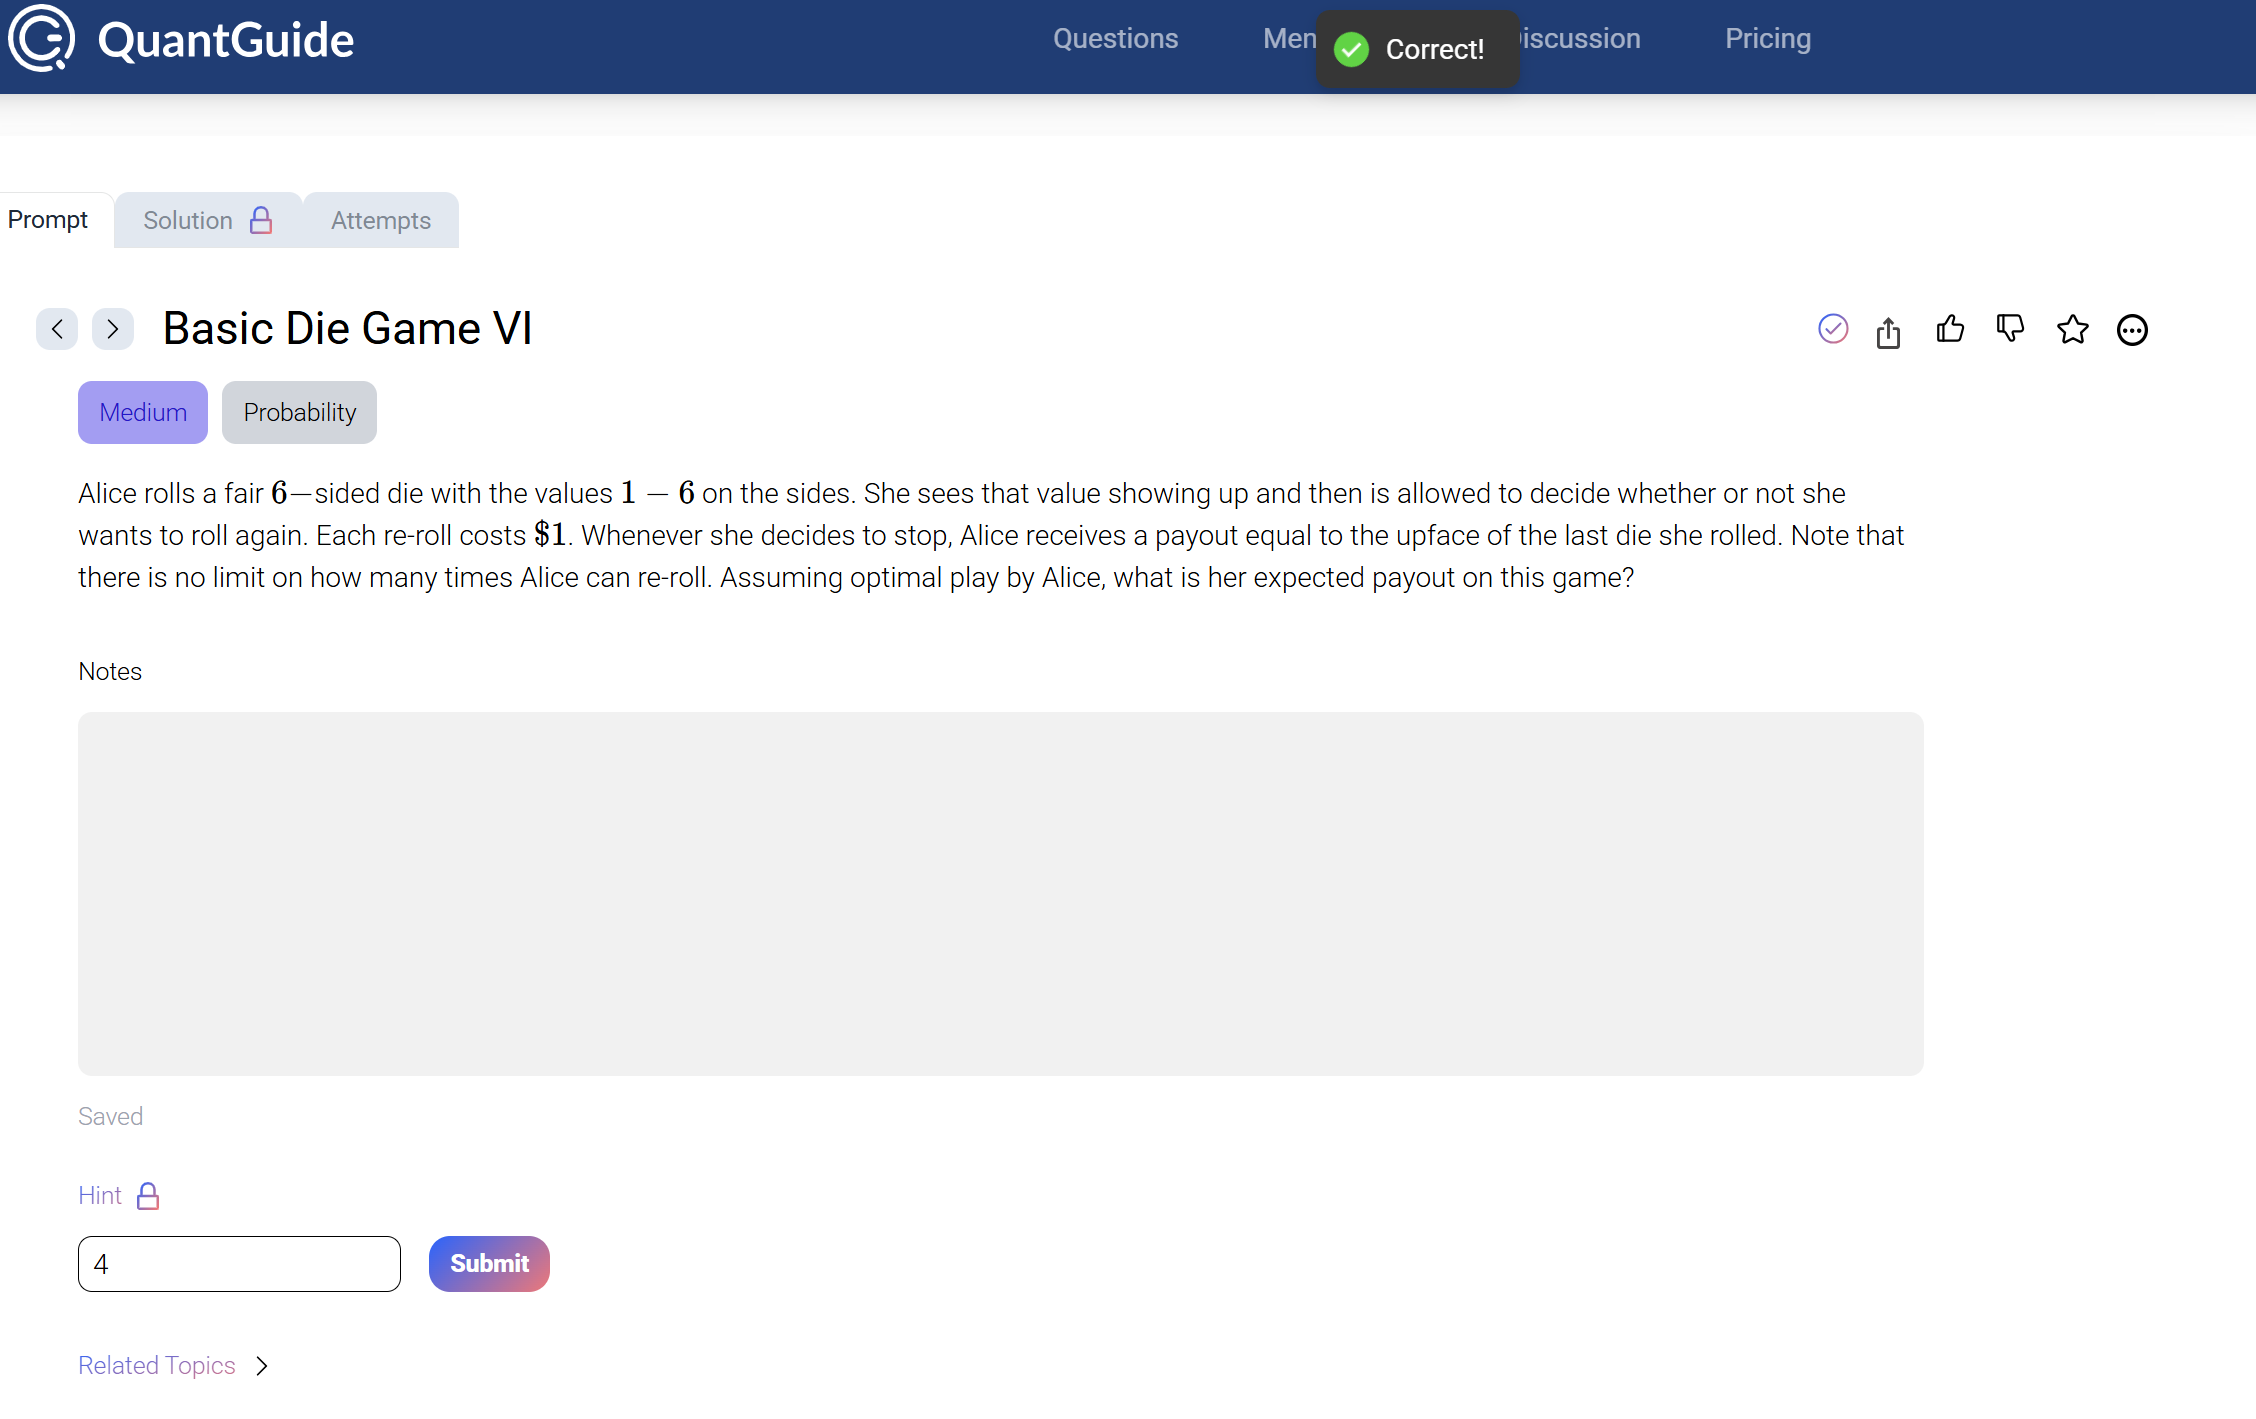 QuantGuide
Questions Men iscussion Pricing
Correct!
Prompt Solution Attempts
Basic Die Game VI
Medium Probability
Alice rolls a fair 6−sided die with the values 1 − 6 on the sides. She sees that value showing up and then is allowed to decide whether or not she
wants to roll again. Each re-roll costs $1. Whenever she decides to stop, Alice receives a payout equal to the upface of the last die she rolled. Note that
there is no limit on how many times Alice can re-roll. Assuming optimal play by Alice, what is her expected payout on this game?
Notes
Saved
Hint
4 Submit
Related Topics